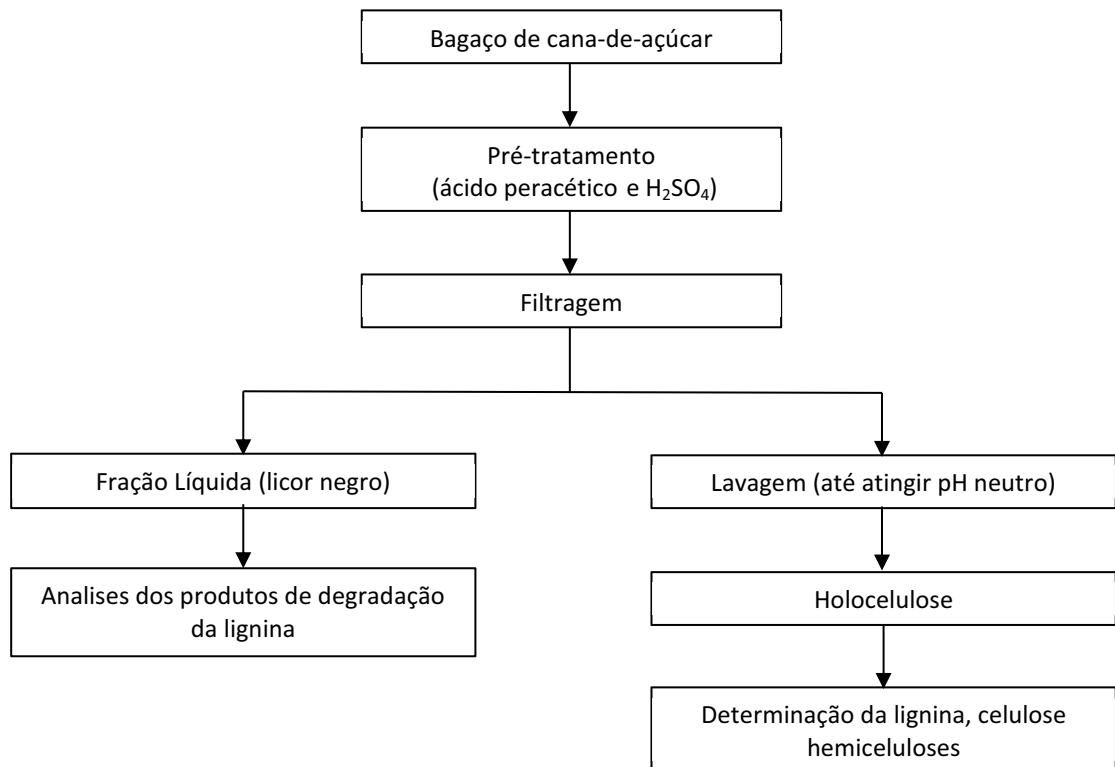 Bagaço de cana-de-açúcar
Pré-tratamento
(ácido peracético e H₂SO₄)
Filtragem
Fração Líquida (licor negro)
Lavagem (até atingir pH neutro)
Analises dos produtos de degradação
da lignina
Holocelulose
Determinação da lignina, celulose
hemiceluloses